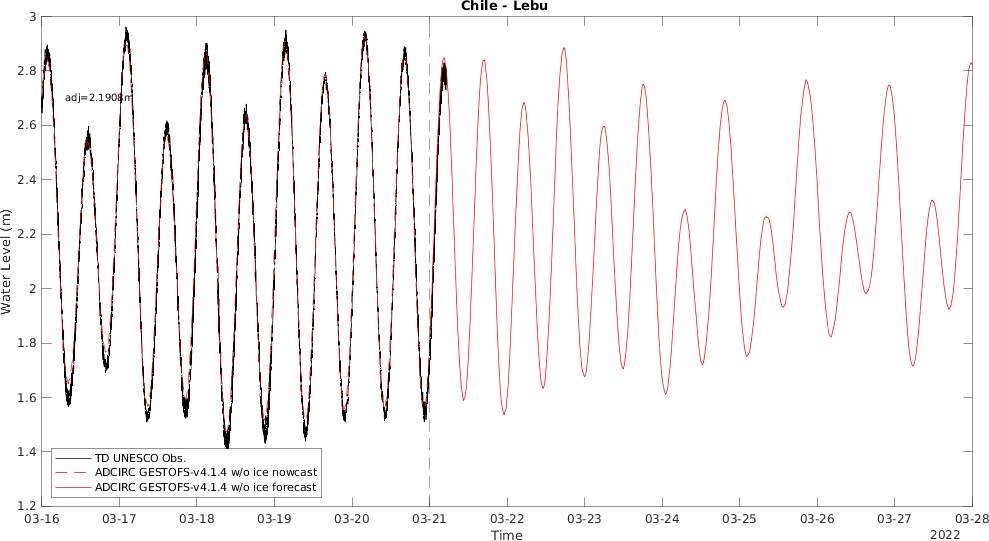 Chile - Lebu
3
2.8
2.6
2.4
2.2
2
1.8
1.6
1.4
1.2
Water Level (m)
adj=2.1908m
TD UNESCO Obs.
ADCIRC GESTOFS-v4.1.4 w/o ice nowcast
ADCIRC GESTOFS-v4.1.4 w/o ice forecast
03-16 03-17 03-18 03-19 03-20 03-21 03-22 03-23 03-24 03-25 03-26 03-27 03-28
Time
2022